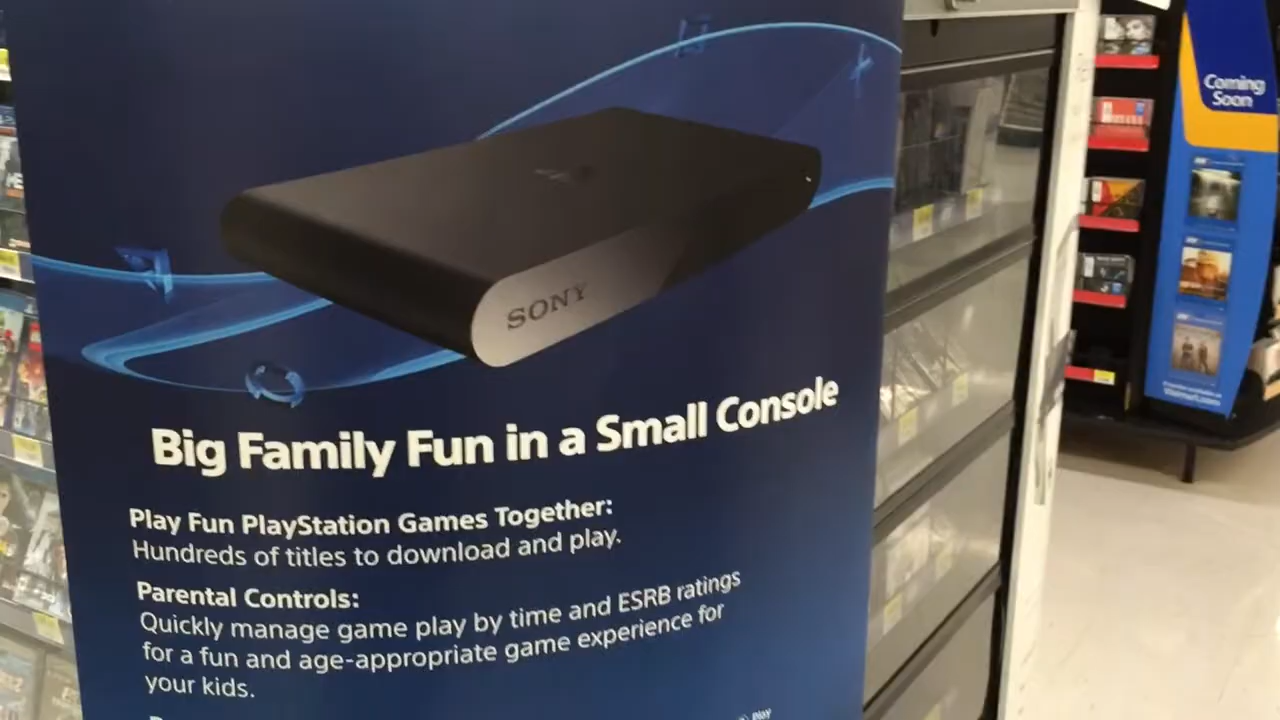 Coming
Soon
SONY
Big Family Fun in a Small Console
Play Fun PlayStation Games Together:
Hundreds of titles to download and play.
Parental Controls:
Quickly manage game play by time and ESRB ratings
for a fun and age-appropriate game experience for
your kids.
Walmart.com